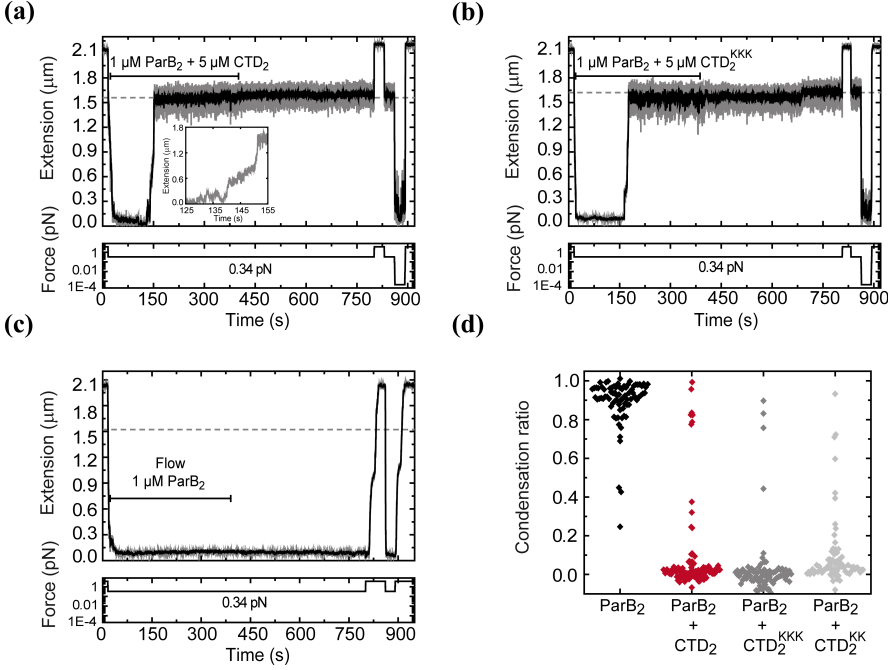 (a)
2.1
1.8
1.5
1.2
0.9
0.6
0.3
0.0
Extension (μm)
1 μM ParB2 + 5 μM CTD2
1.8
1.2
0.6
0
Extension (μm)
125 135 145 155
Time (s)
1
0.01
1E-4
Force (pN)
0.34 pN
0 150 300 450 600 750 900
Time (s)
(b)
2.1
1.8
1.5
1.2
0.9
0.6
0.3
0.0
Extension (μm)
1 μM ParB2 + 5 μM CTD2KKK
1
0.01
1E-4
Force (pN)
0.34 pN
0 150 300 450 600 750 900
Time (s)
(c)
2.1
1.8
1.5
1.2
0.9
0.6
0.3
0.0
Extension (μm)
Flow
1 μM ParB2
1
0.01
1E-4
Force (pN)
0.34 pN
0 150 300 450 600 750 900
Time (s)
(d)
1.0
0.8
0.6
0.4
0.2
0.0
Condensation ratio
ParB2 ParB2 ParB2 ParB2
+ + +
CTD2 CTD2KKK CTD2KK